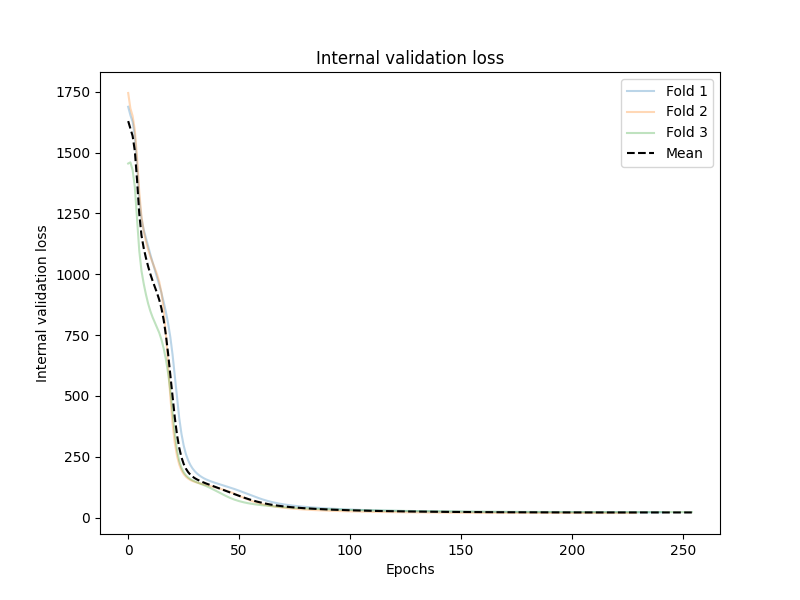 Internal validation loss
Fold 1
Fold 2
Fold 3
Mean
Internal validation loss
1750
1500
1250
1000
750
500
250
0
0 50 100 150 200 250
Epochs